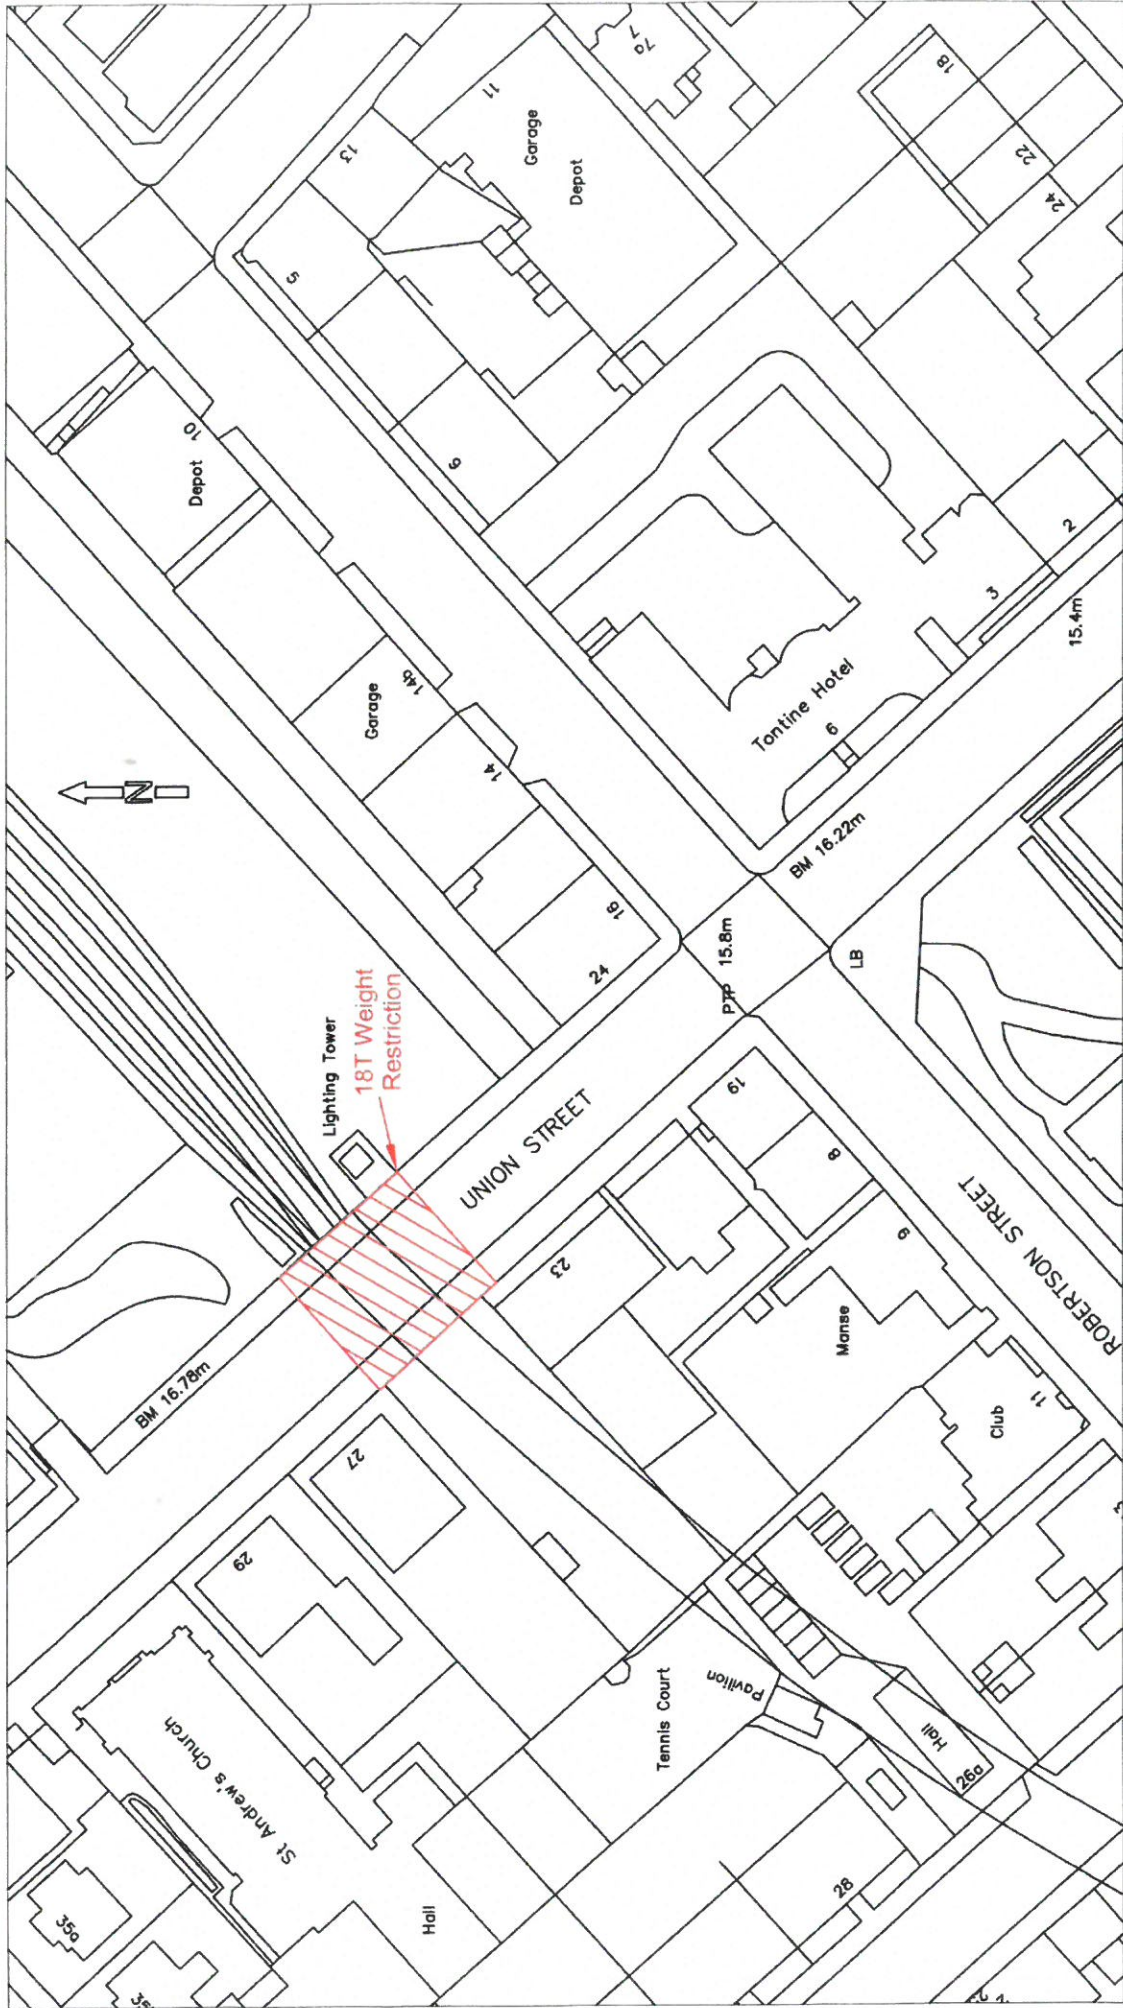 35a
St Andrew's Church
Hall
29
27
BM 16.78m
Lighting Tower
18T Weight
Restriction
N
Depot
10
Garage
14b
14
24
5
13
11
Garage
Depot
7a
7
18
22
24
UNION STREET
23
19
8
9
Manse
Club
11
ROBERTSON STREET
PTP 15.8m
LB
BM 16.22m
Tontine Hotel
6
3
2
15.4m
Tennis Court
Pavilion
Hall
26a
28